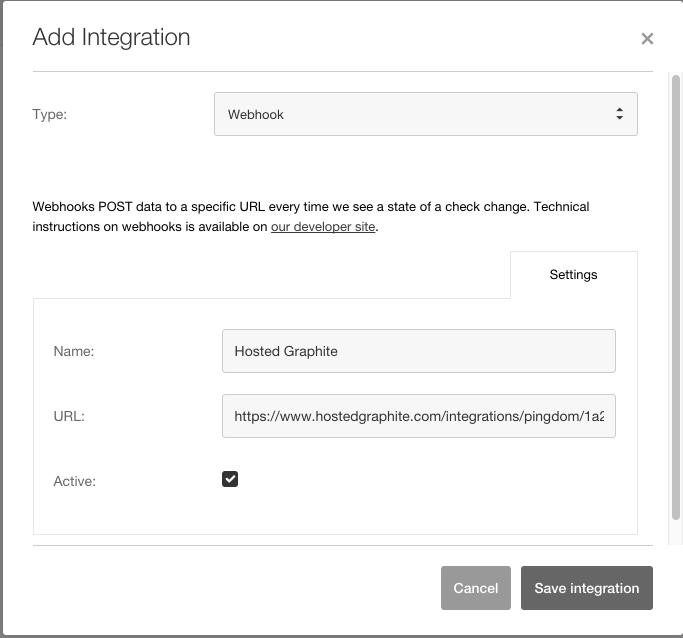 Add Integration
×
Type:
Webhook
Webhooks POST data to a specific URL every time we see a state of a check change. Technical
instructions on webhooks is available on our developer site.
Settings
Name:
Hosted Graphite
URL:
https://www.hostedgraphite.com/integrations/pingdom/1a2
Active:
Cancel
Save integration